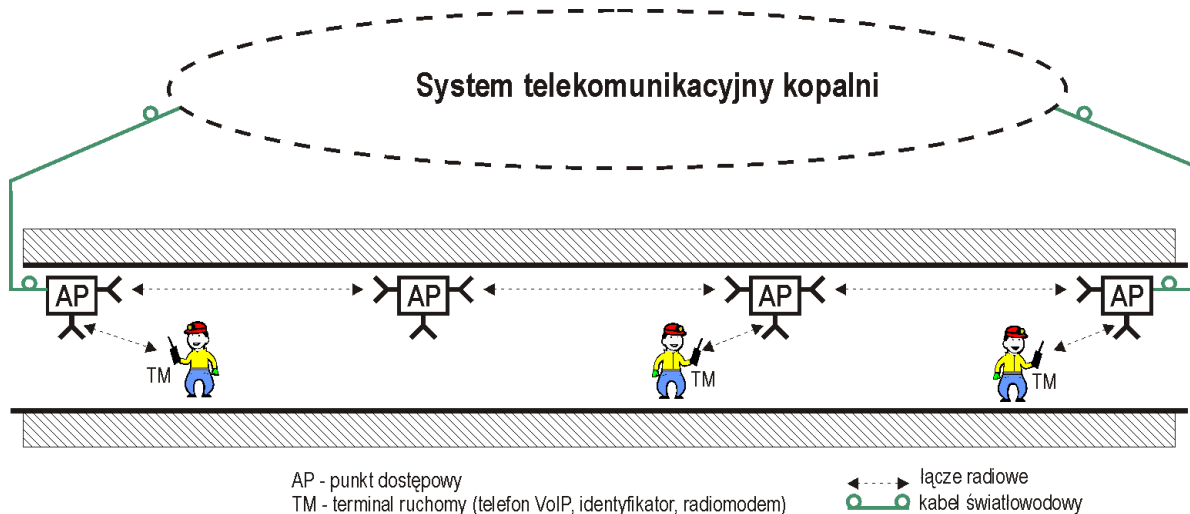 System telekomunikacyjny kopalni
AP AP AP AP
TM TM TM
AP - punkt dostępowy
TM - terminal ruchomy (telefon VoIP, identyfikator, radiomodem)
łącze radiowe
kabel światłowodowy